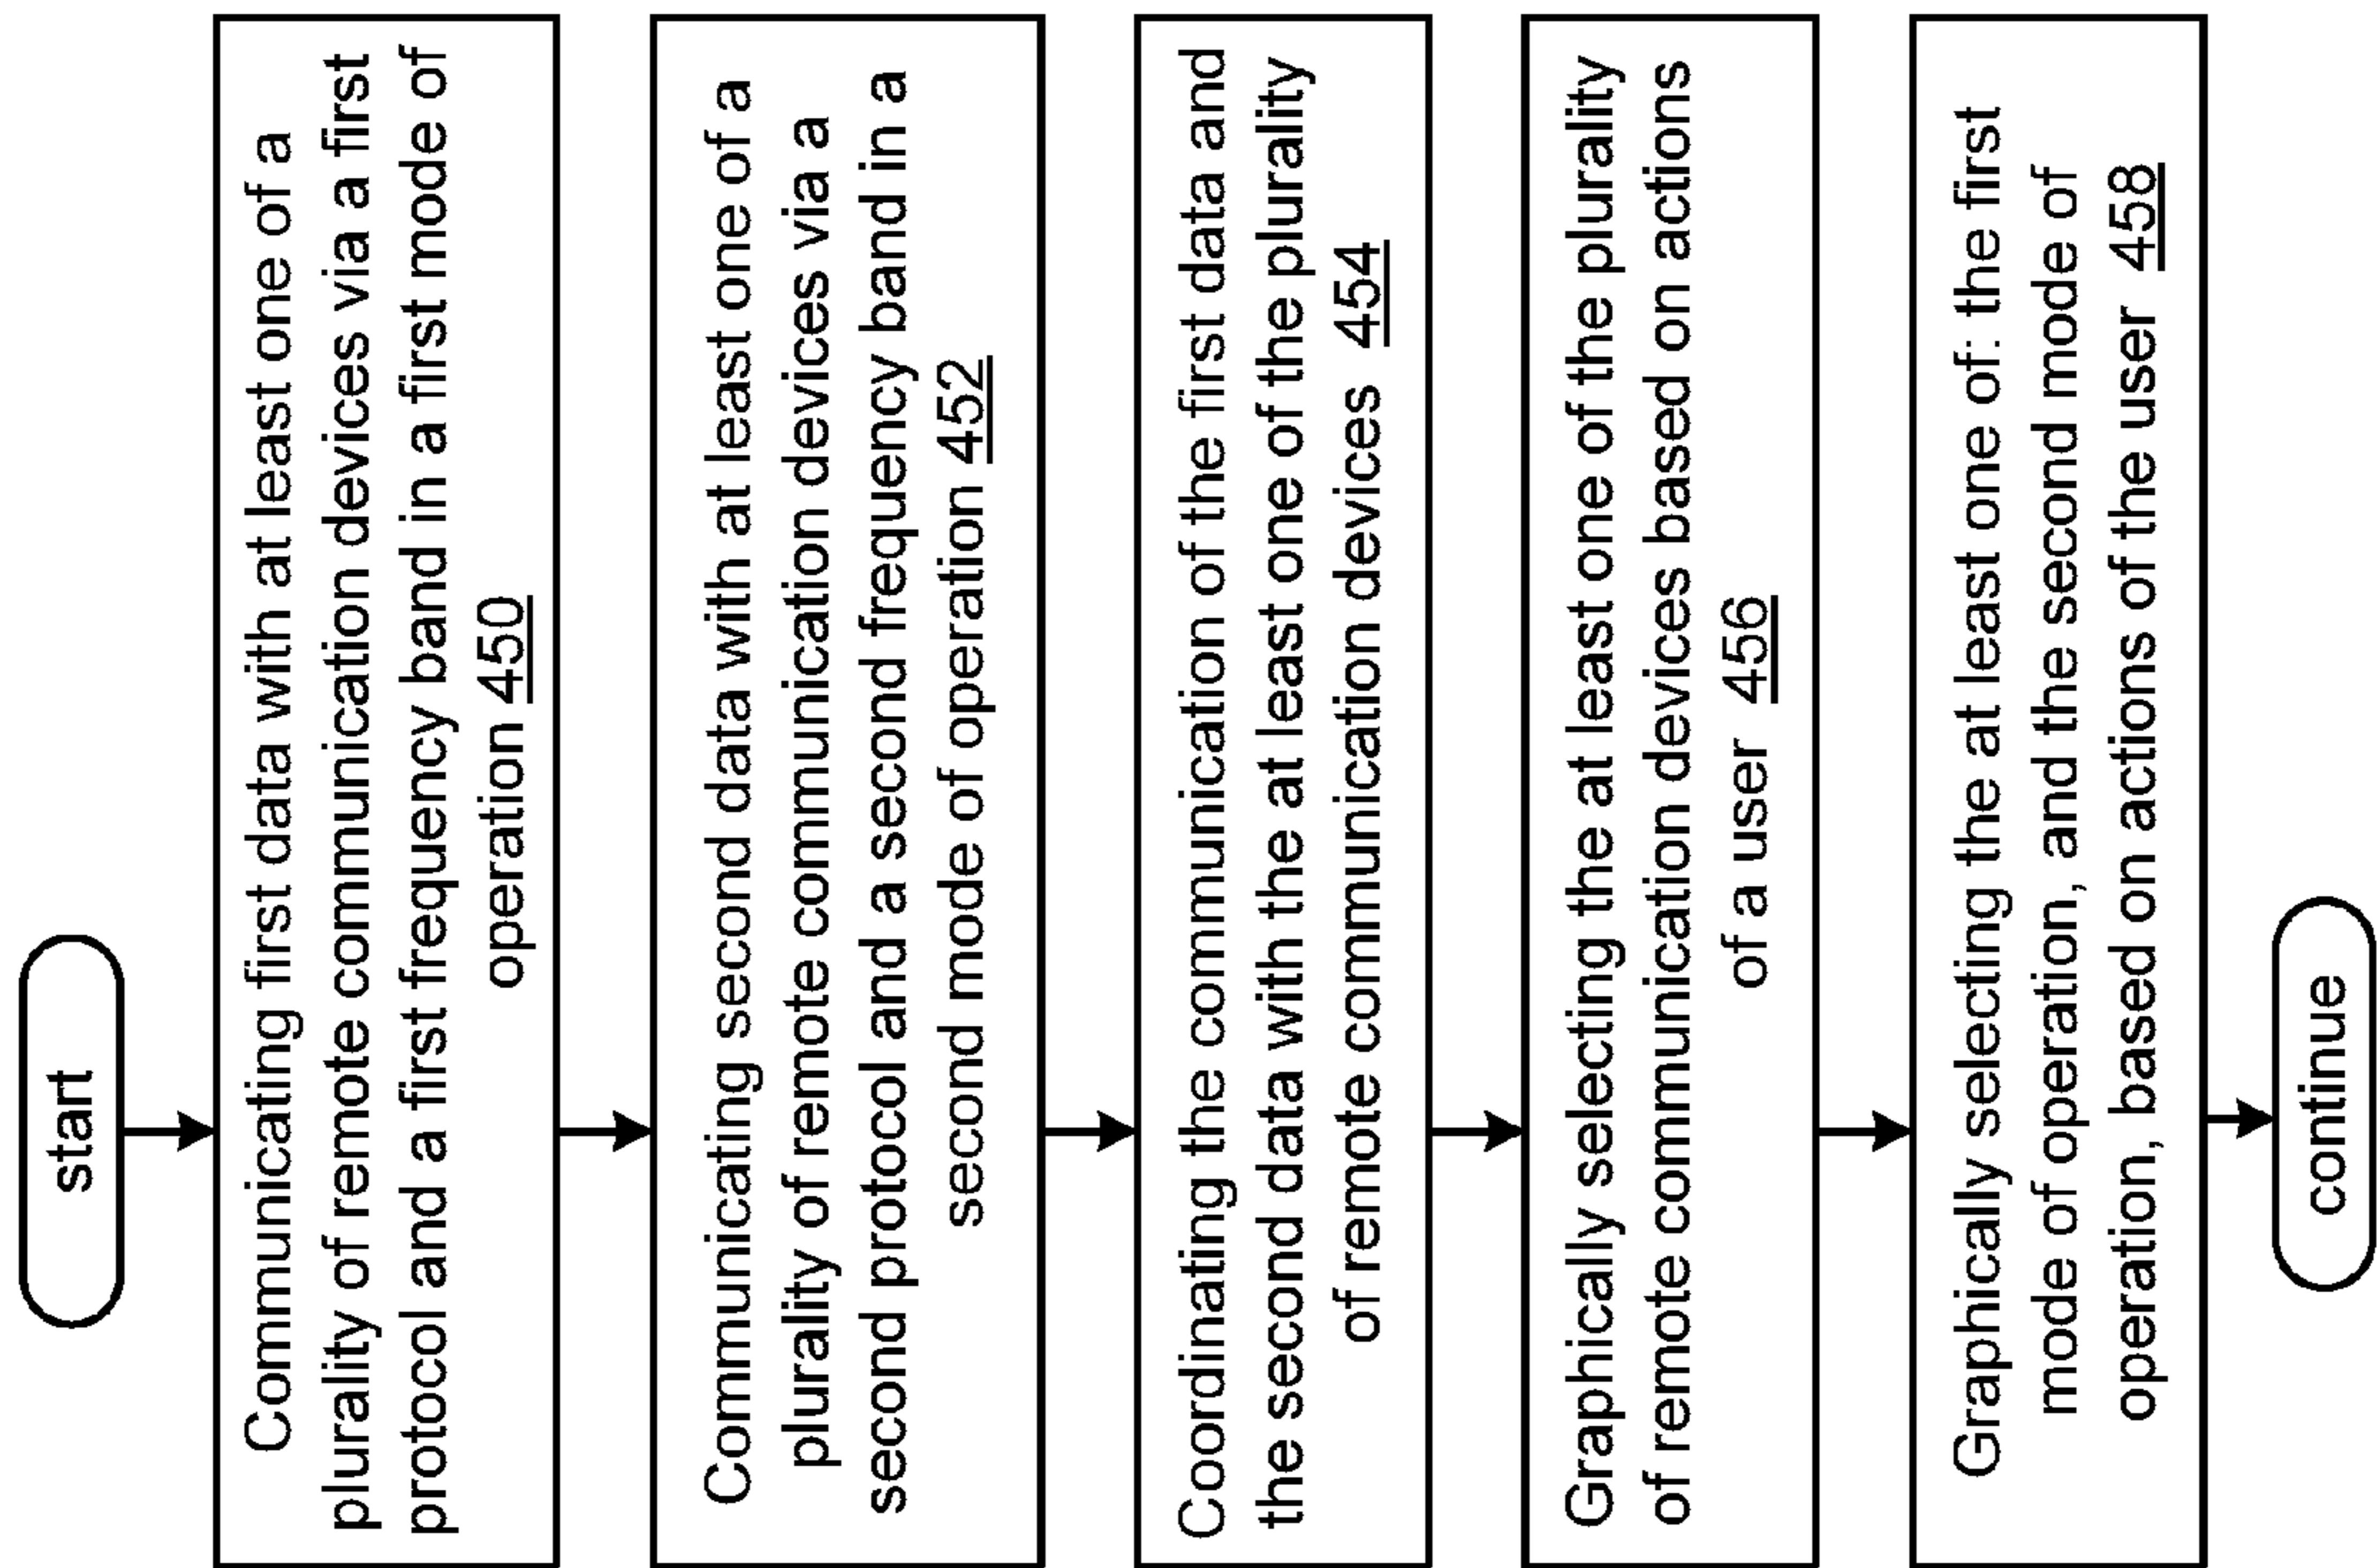 start
Communicating first data with at least one of a
plurality of remote communication devices via a first
protocol and a first frequency band in a first mode of
operation 450
Communicating second data with at least one of a
plurality of remote communication devices via a
second protocol and a second frequency band in a
second mode of operation 452
Coordinating the communication of the first data and
the second data with the at least one of the plurality
of remote communication devices 454
Graphically selecting the at least one of the plurality
of remote communication devices based on actions
of a user 456
Graphically selecting the at least one of: the first
mode of operation, and the second mode of
operation, based on actions of the user 458
continue